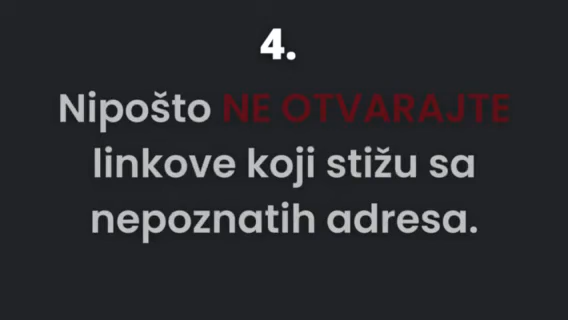 4.
Nipošto NE OTVARAJTE
linkove koji stižu sa
nepoznatih adresa.